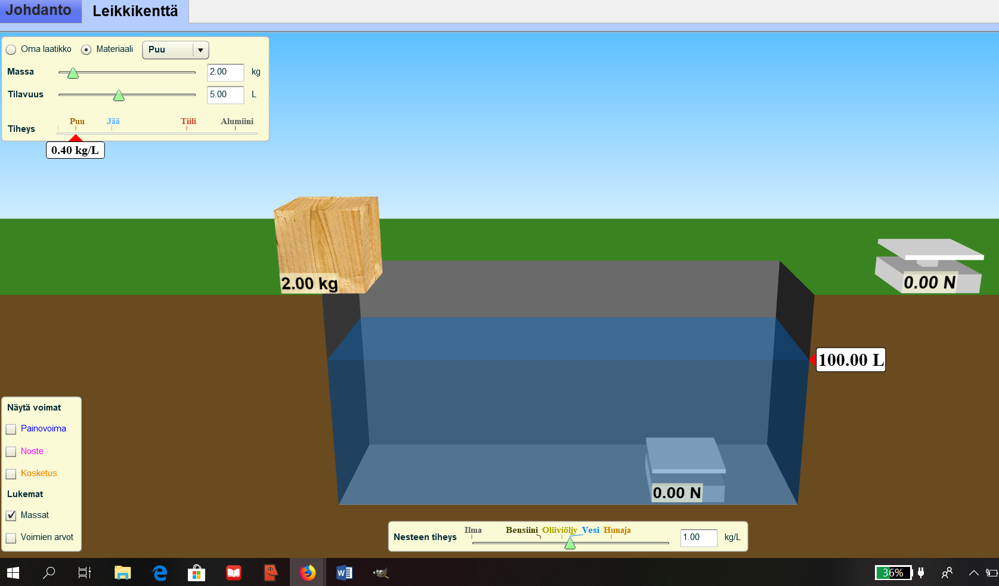 Johdanto
Leikkikenttä
Oma laatikko
Materiaali
Puu
Massa
2.00
kg
Tilavuus
5.00
L
Puu
Jää
Tiili
Alumiini
Tiheys
0.40 kg/L
2.00 kg
0.00 N
100.00 L
0.00 N
Näytä voimat
Painovoima
Noste
Kosketus
Lukemat
Massat
Voimien arvot
Ilma
Bensiini
Oliiviöljy
Vesi
Hunaja
Nesteen tiheys
1.00
kg/L
36%